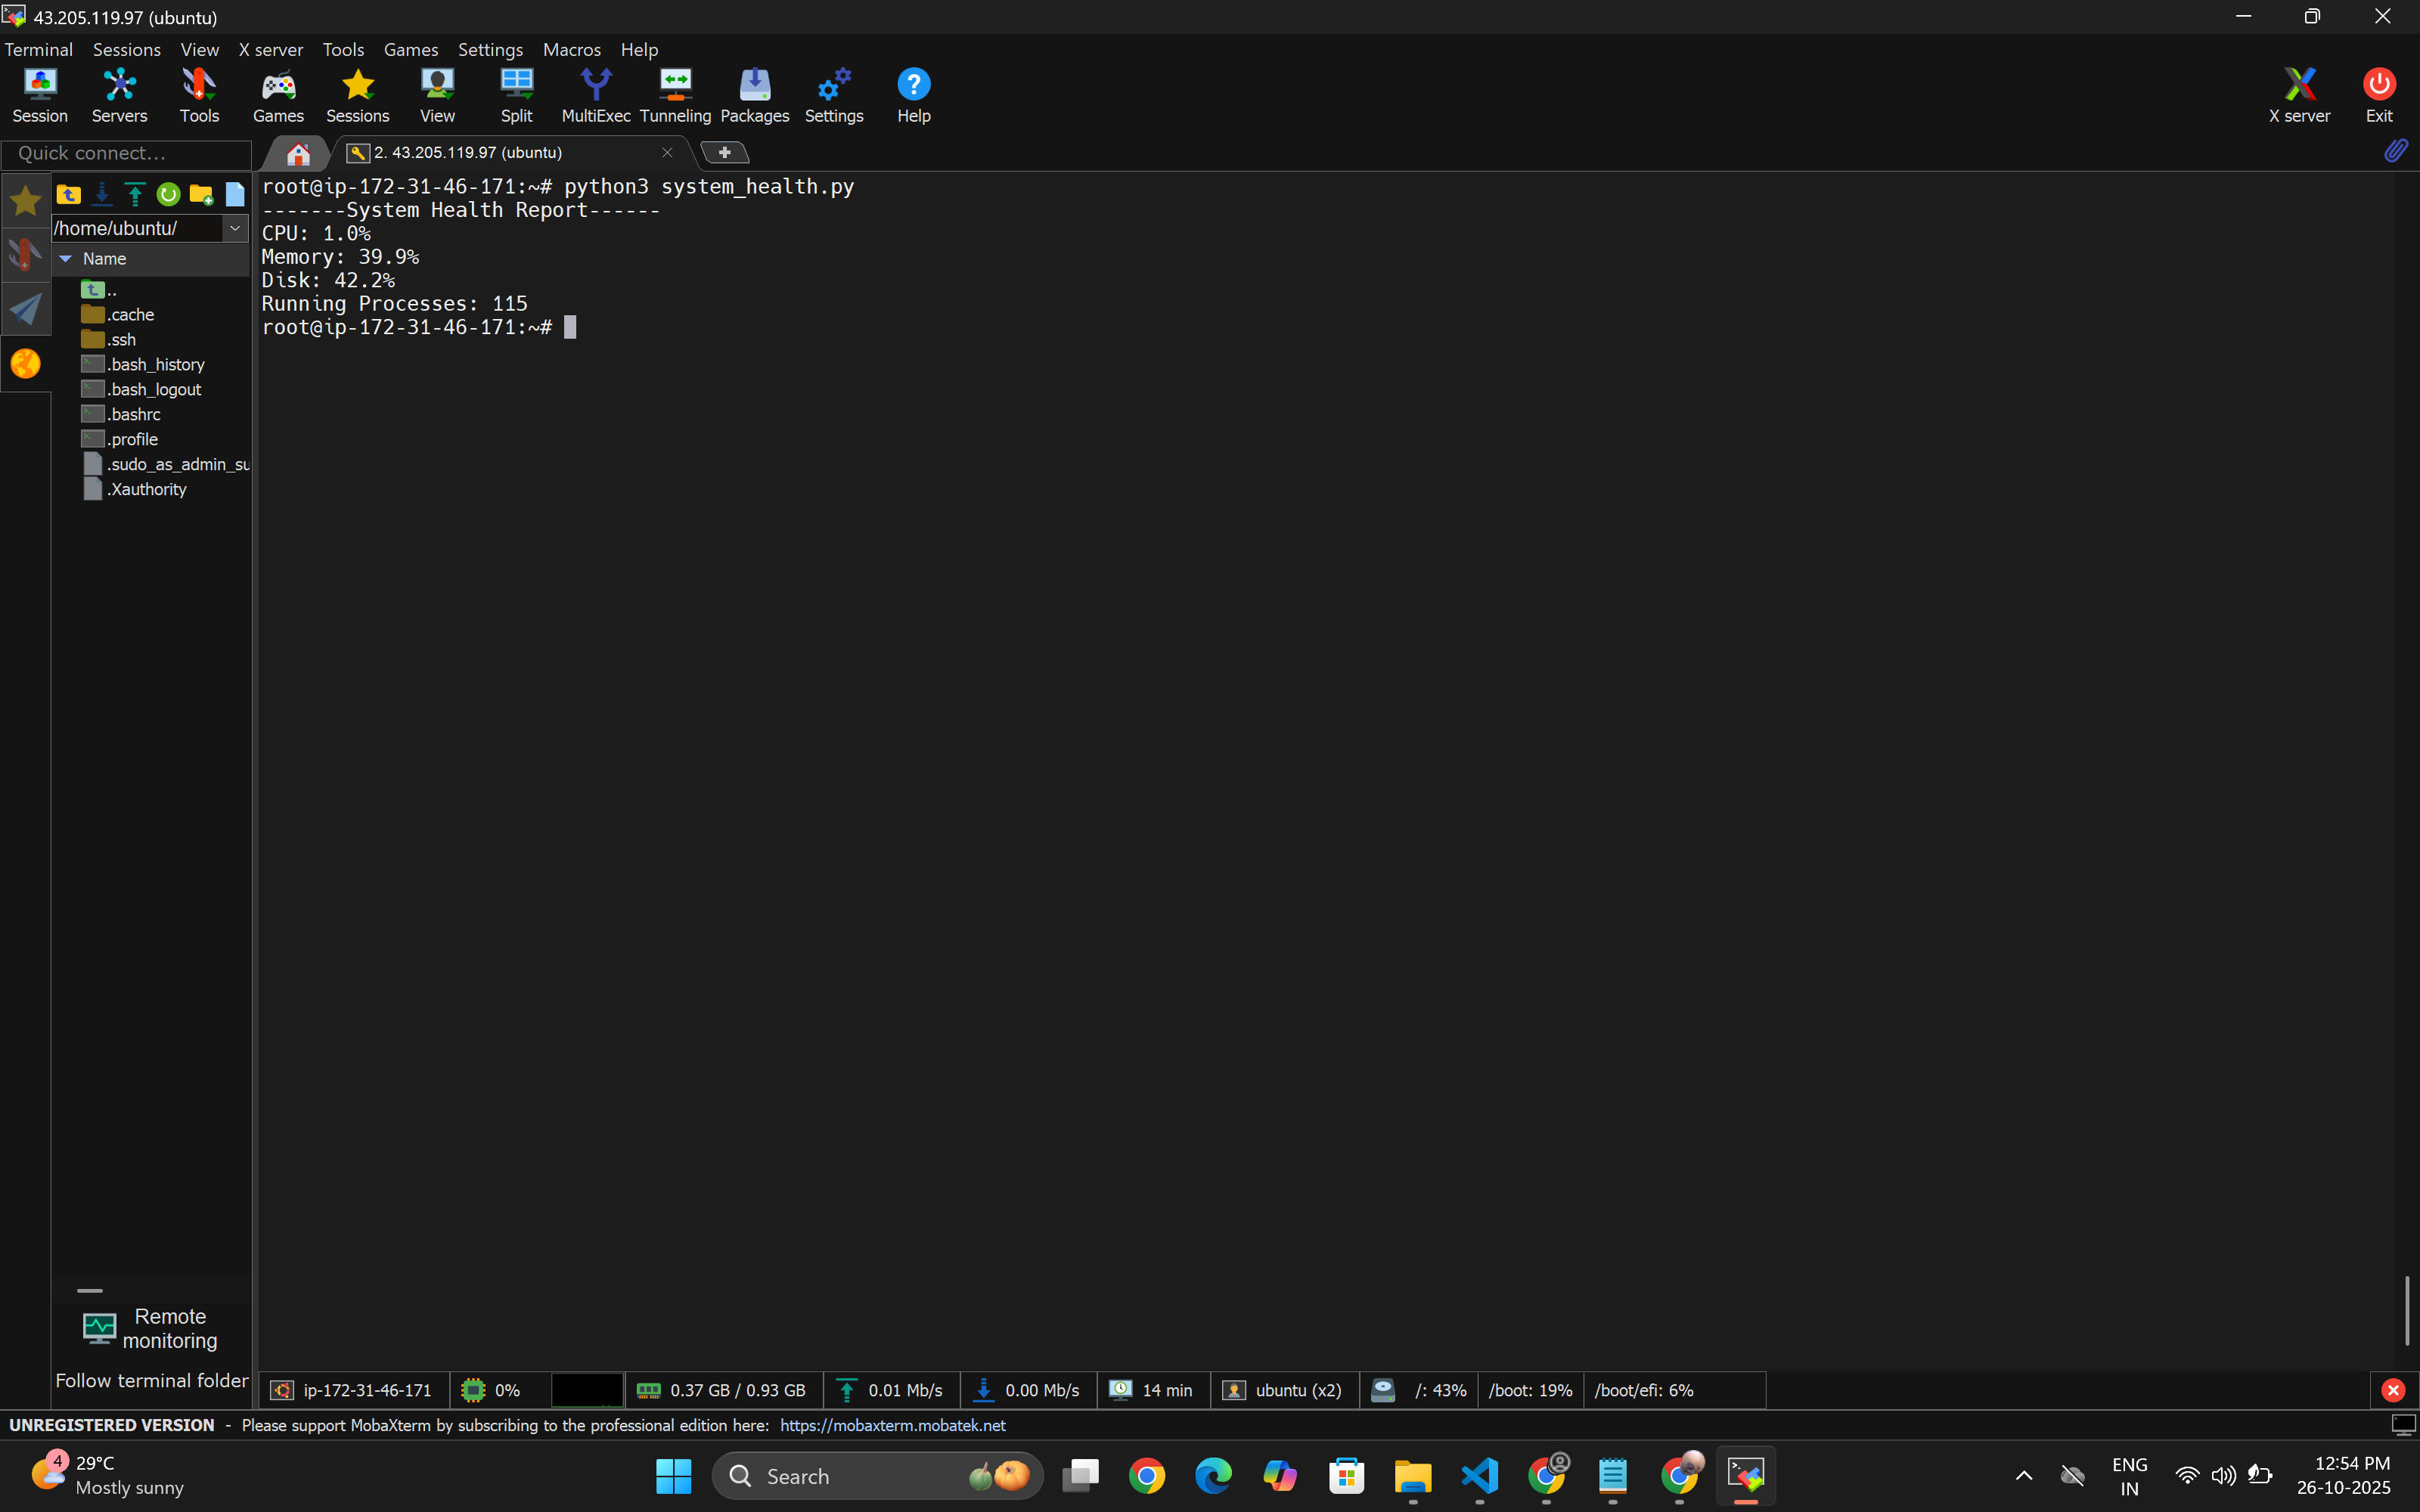 43.205.119.97 (ubuntu)
Terminal Sessions View X server Tools Games Settings Macros Help
Session Servers Tools Games Sessions View Split MultiExec Tunneling Packages Settings Help X server Exit
Quick connect...
2. 43.205.119.97 (ubuntu)
/home/ubuntu/
Name
..
.cache
.ssh
.bash_history
.bash_logout
.bashrc
.profile
.sudo_as_admin_su
.Xauthority
root@ip-172-31-46-171:~# python3 system_health.py
-------System Health Report------
CPU: 1.0%
Memory: 39.9%
Disk: 42.2%
Running Processes: 115
root@ip-172-31-46-171:~#
Remote
monitoring
Follow terminal folder
ip-172-31-46-171 0% 0.37 GB / 0.93 GB 0.01 Mb/s 0.00 Mb/s 14 min ubuntu (x2) /: 43% /boot: 19% /boot/efi: 6%
UNREGISTERED VERSION - Please support MobaXterm by subscribing to the professional edition here: https://mobaxterm.mobatek.net
4
29°C
Mostly sunny
Search
ENG
IN
12:54 PM
26-10-2025